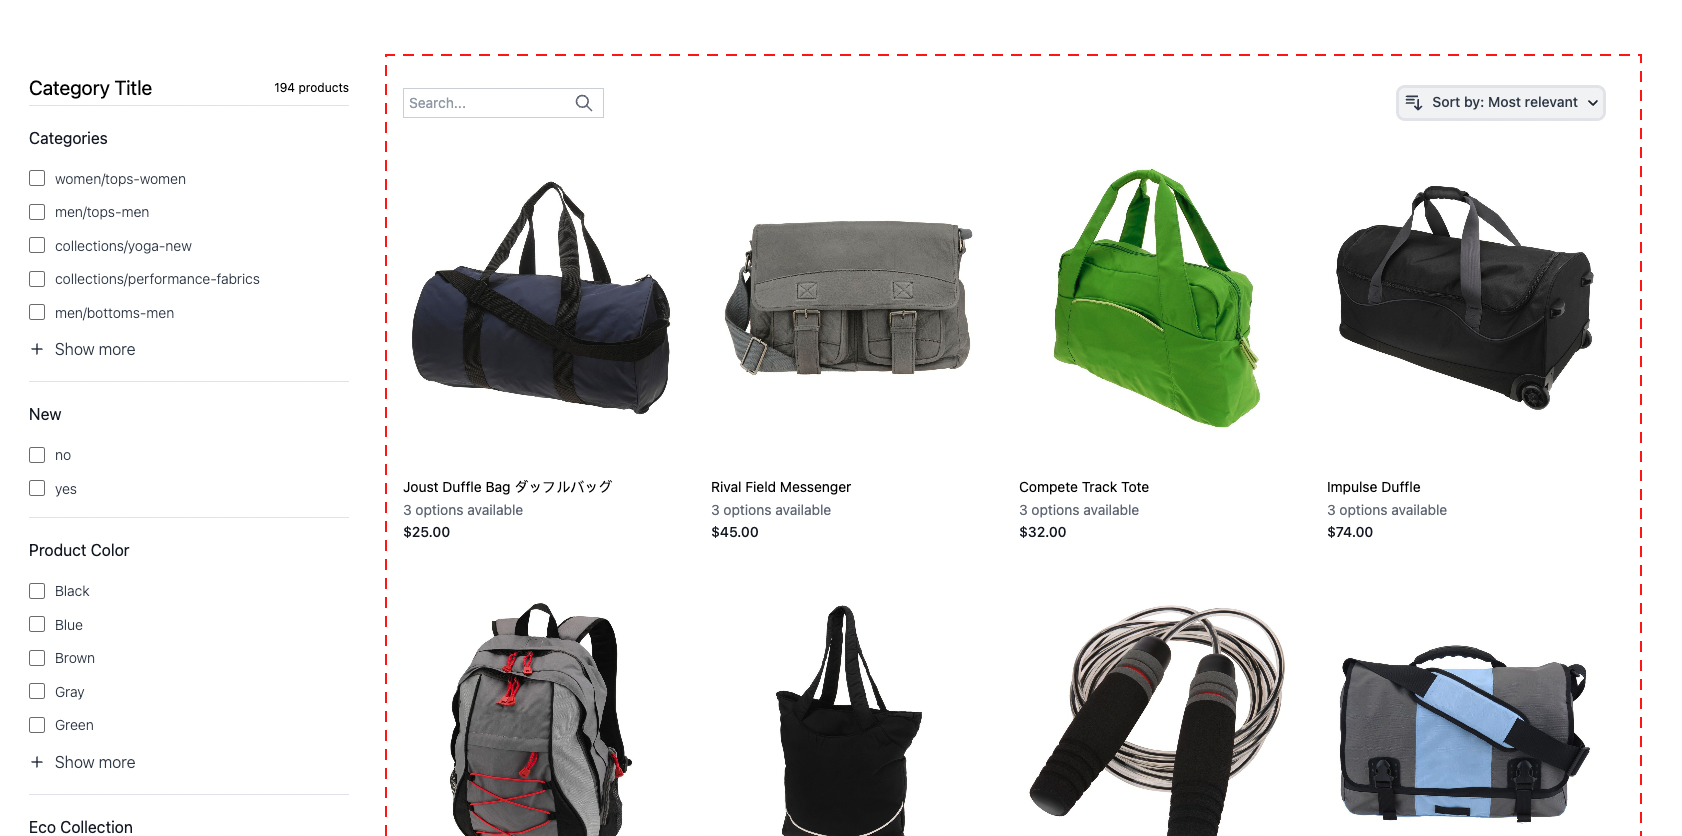 Category Title
194 products
Categories
women/tops-women
men/tops-men
collections/yoga-new
collections/performance-fabrics
men/bottoms-men
Show more
New
no
yes
Product Color
Black
Blue
Brown
Gray
Green
Show more
Eco Collection
Search...
Sort by: Most relevant
Joust Duffle Bag ダッフルバッグ
3 options available
$25.00
Rival Field Messenger
3 options available
$45.00
Compete Track Tote
3 options available
$32.00
Impulse Duffle
3 options available
$74.00